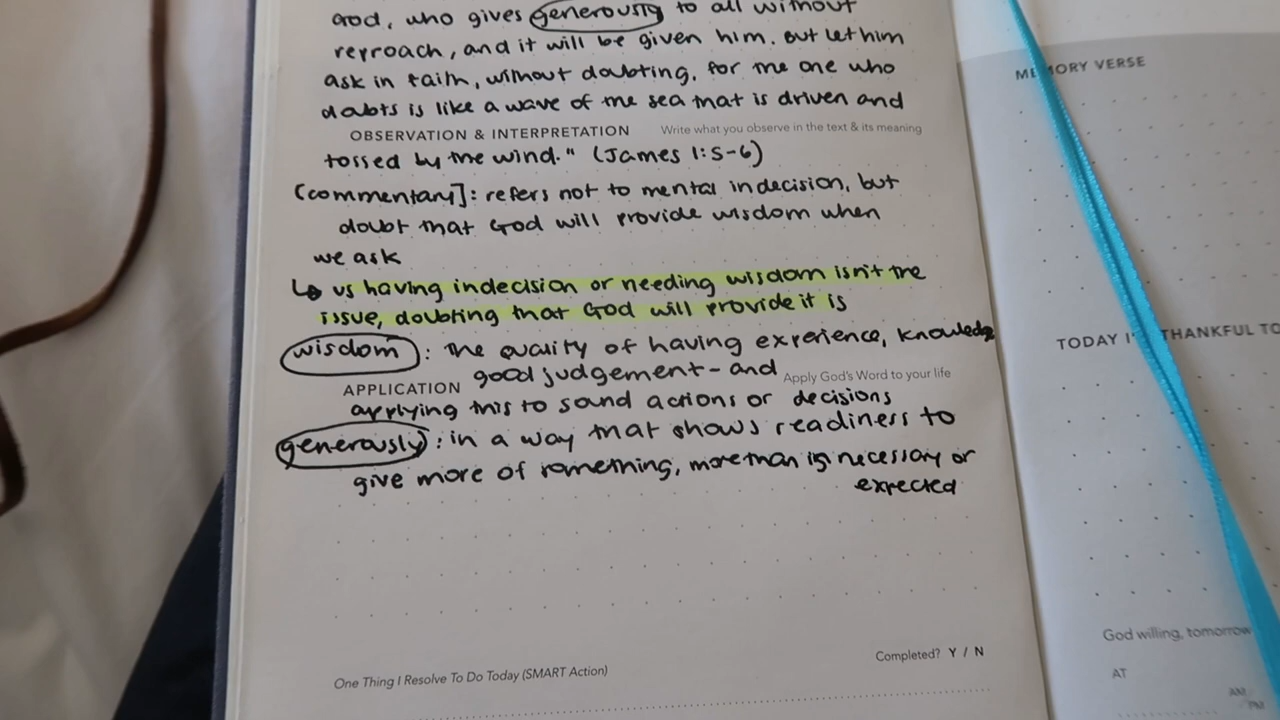 God, who gives generously to all without
reproach, and it will be given him. But let him
ask in faith, without doubting, for the one who
doubts is like a wave of the sea that is driven and
OBSERVATION & INTERPRETATION Write what you observe in the text & its meaning
tossed by the wind." (James 1:5-6)
[commentary]: refers not to mental indecision, but
doubt that God will provide wisdom when
we ask
↳ us having indecision or needing wisdom isn't the
issue, doubting that God will provide it is
wisdom : the quality of having experience, knowledge
good judgement - and
APPLICATION Apply God's Word to your life
applying this to sound actions or decisions
generously : in a way that shows readiness to
give more of something, more than is necessary or
expected
One Thing I Resolve To Do Today (SMART Action)
Completed? Y / N
MEMORY VERSE
TODAY I'M THANKFUL TO
God willing, tomorrow
AT
AM
PM